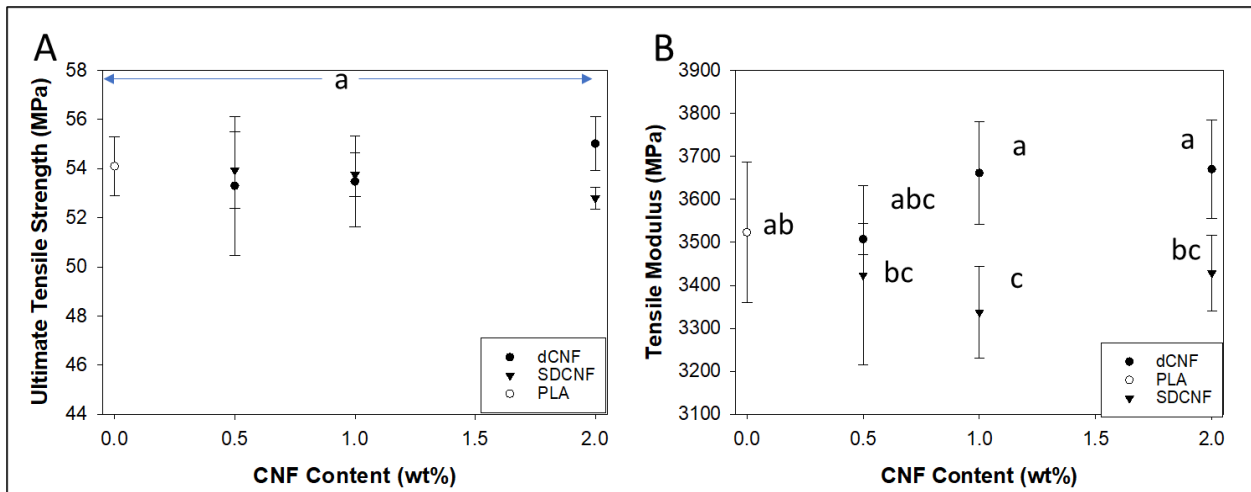 A
58
56
54
52
50
48
46
44
Ultimate Tensile Strength (MPa)
a
dCNF
SDCNF
PLA
0.0
0.5
1.0
1.5
2.0
CNF Content (wt%)
B
3900
3800
3700
3600
3500
3400
3300
3200
3100
Tensile Modulus (MPa)
a
a
abc
ab
bc
bc
c
dCNF
PLA
SDCNF
0.0
0.5
1.0
1.5
2.0
CNF Content (wt%)